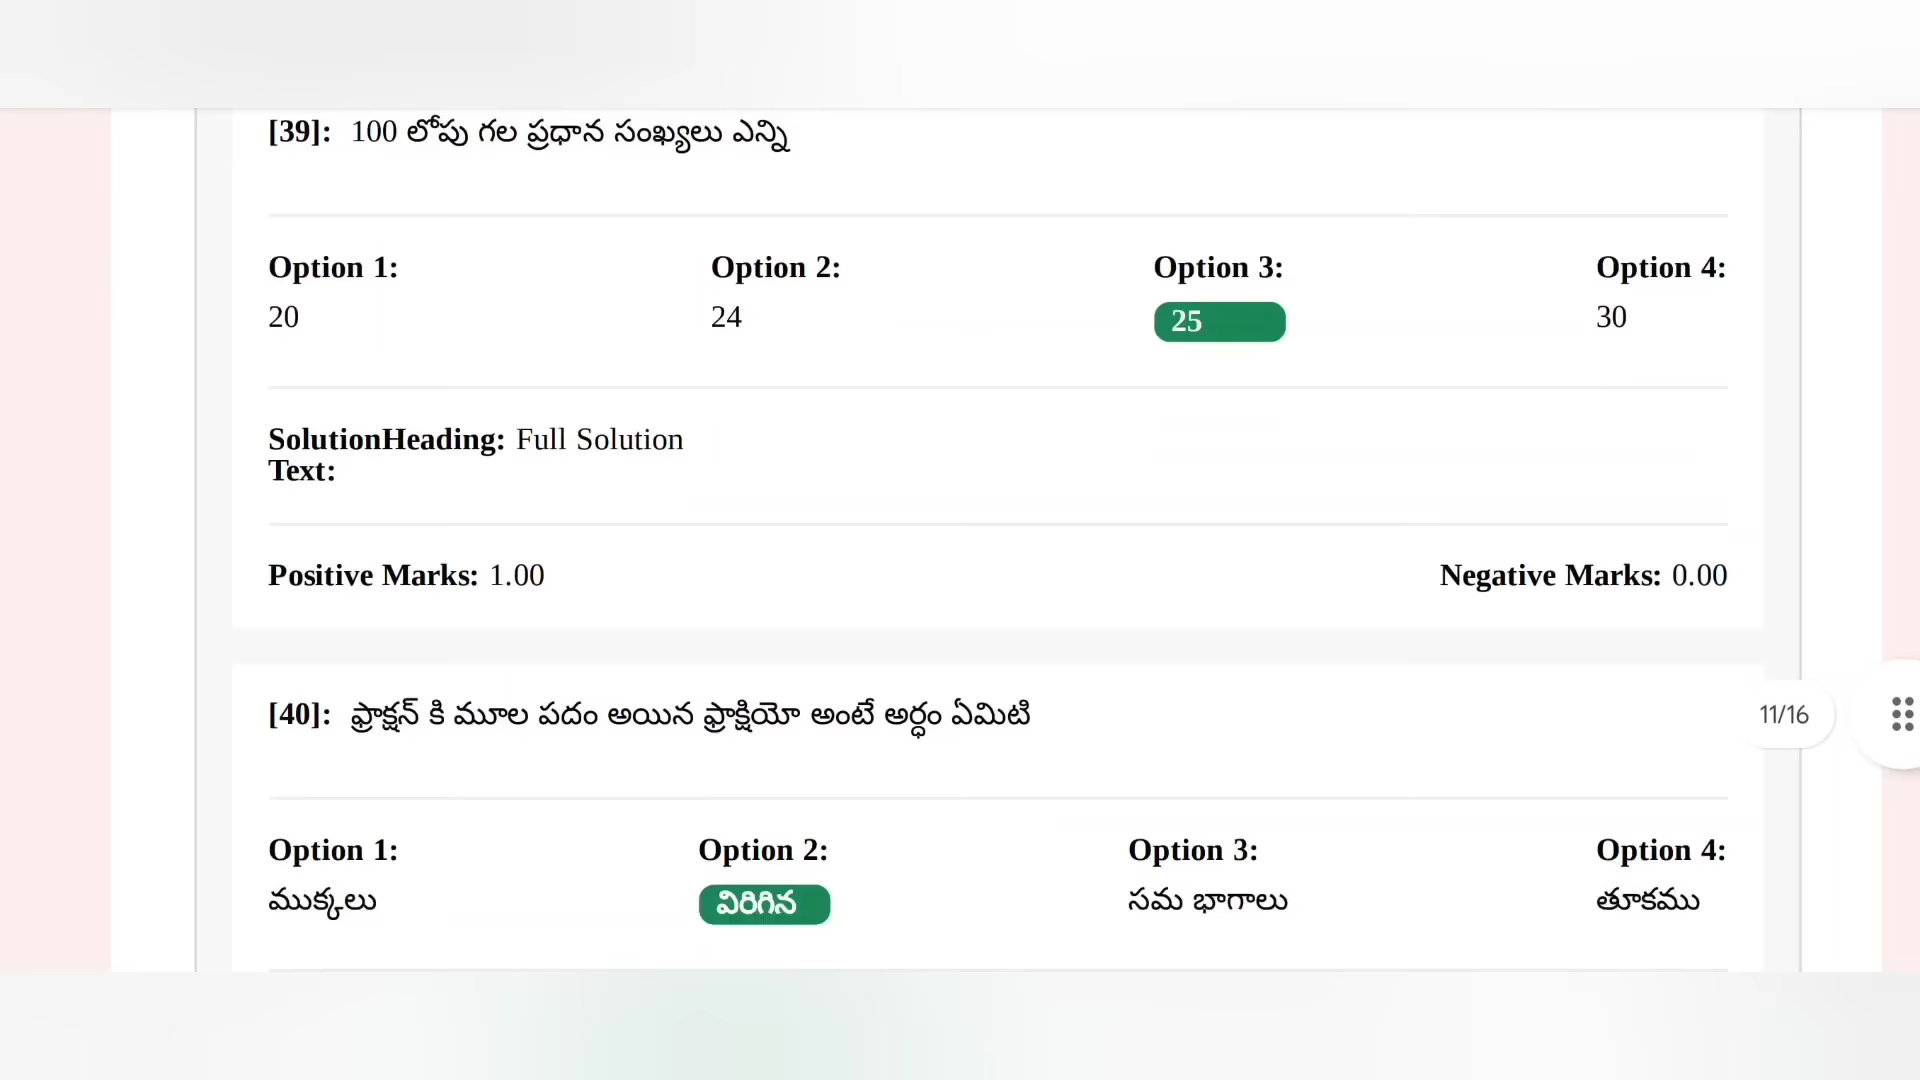 [39]: 100 లోపు గల ప్రధాన సంఖ్యలు ఎన్ని
Option 1: Option 2: Option 3: Option 4:
20 24 25 30
SolutionHeading: Full Solution
Text:
Positive Marks: 1.00 Negative Marks: 0.00
[40]: ఫ్రాక్షన్ కి మూల పదం అయిన ఫ్రాక్షియో అంటే అర్ధం ఏమిటి
11/16
Option 1: Option 2: Option 3: Option 4:
ముక్కలు విరిగిన సమ భాగాలు తూకము